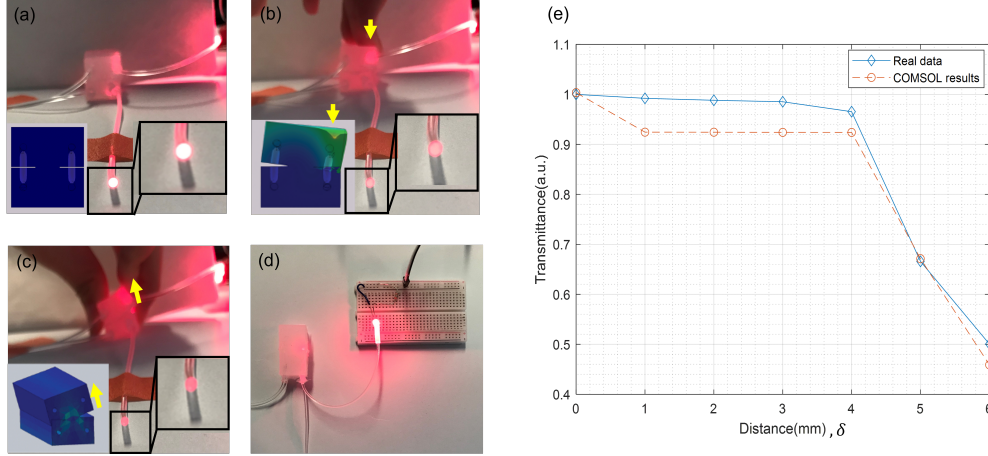 (a)
(b)
(c)
(d)
(e)
1.1
1
0.9
0.8
0.7
0.6
0.5
0.4
Transmittance(a.u.)
Real data
COMSOL results
0 1 2 3 4 5 6
Distance(mm) , δ